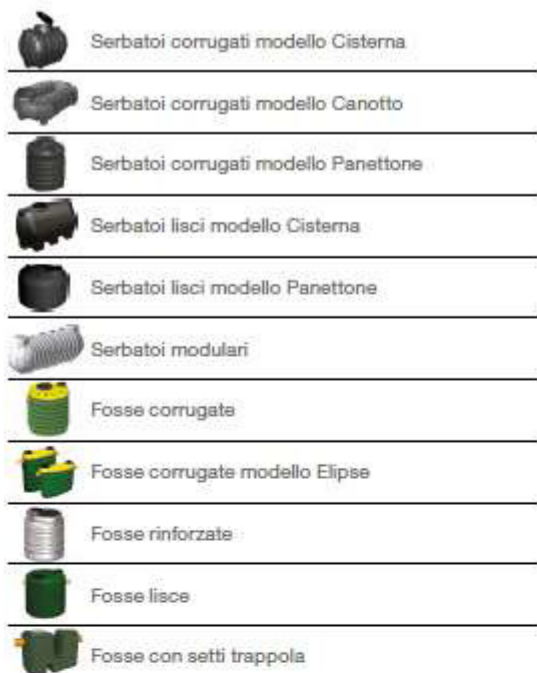 Serbatoi corrugati modello Cisterna
Serbatoi corrugati modello Canotto
Serbatoi corrugati modello Panettone
Serbatoi lisci modello Cisterna
Serbatoi lisci modello Panettone
Serbatoi modulari
Fosse corrugate
Fosse corrugate modello Elipse
Fosse rinforzate
Fosse lisce
Fosse con setti trappola